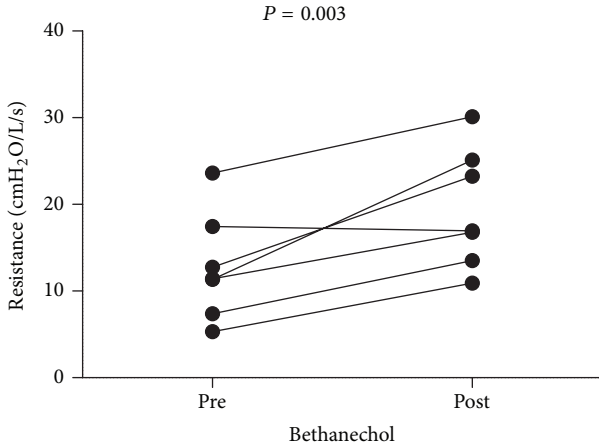 P = 0.003
40
30
20
10
0
Resistance (cmH₂O/L/s)
Pre
Post
Bethanechol